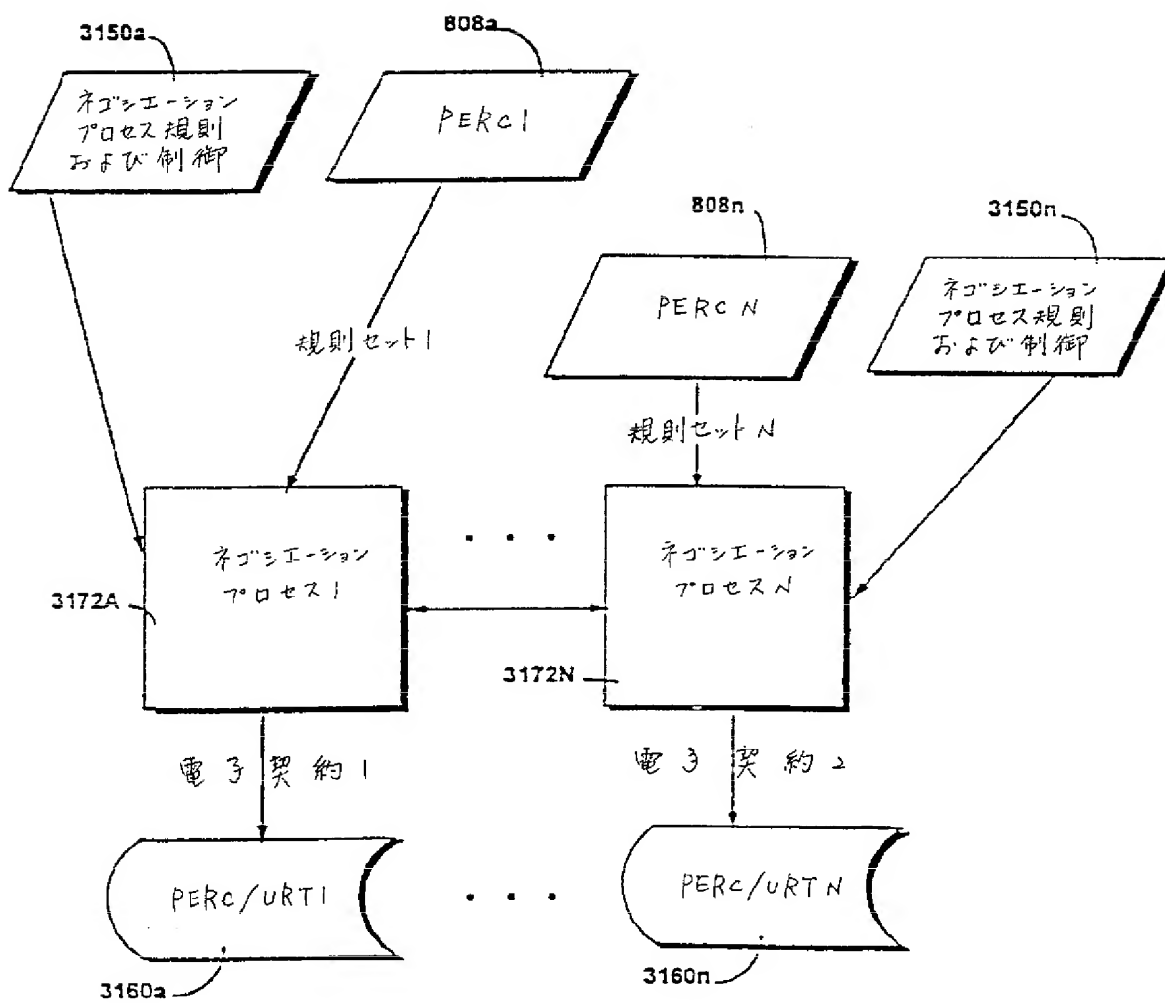 3150a
808a
ネゴシエーション
プロセス規則
および制御
PERC1
808n
3150n
PERC N
ネゴシエーション
プロセス規則
および制御
規則セット1
規則セットN
ネゴシエーション
プロセス1
・・・
ネゴシエーション
プロセスN
3172A
3172N
電子契約1
電子契約2
PERC/URT1
・・・
PERC/URT N
3160a
3160n